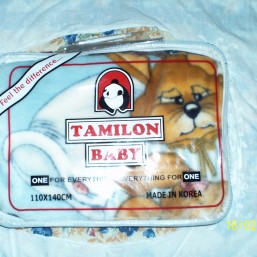 Feel the difference...
TAMILON
BABY
ONE FOR EVERYTHING EVERYTHING FOR ONE
110X140CM MADE IN KOREA